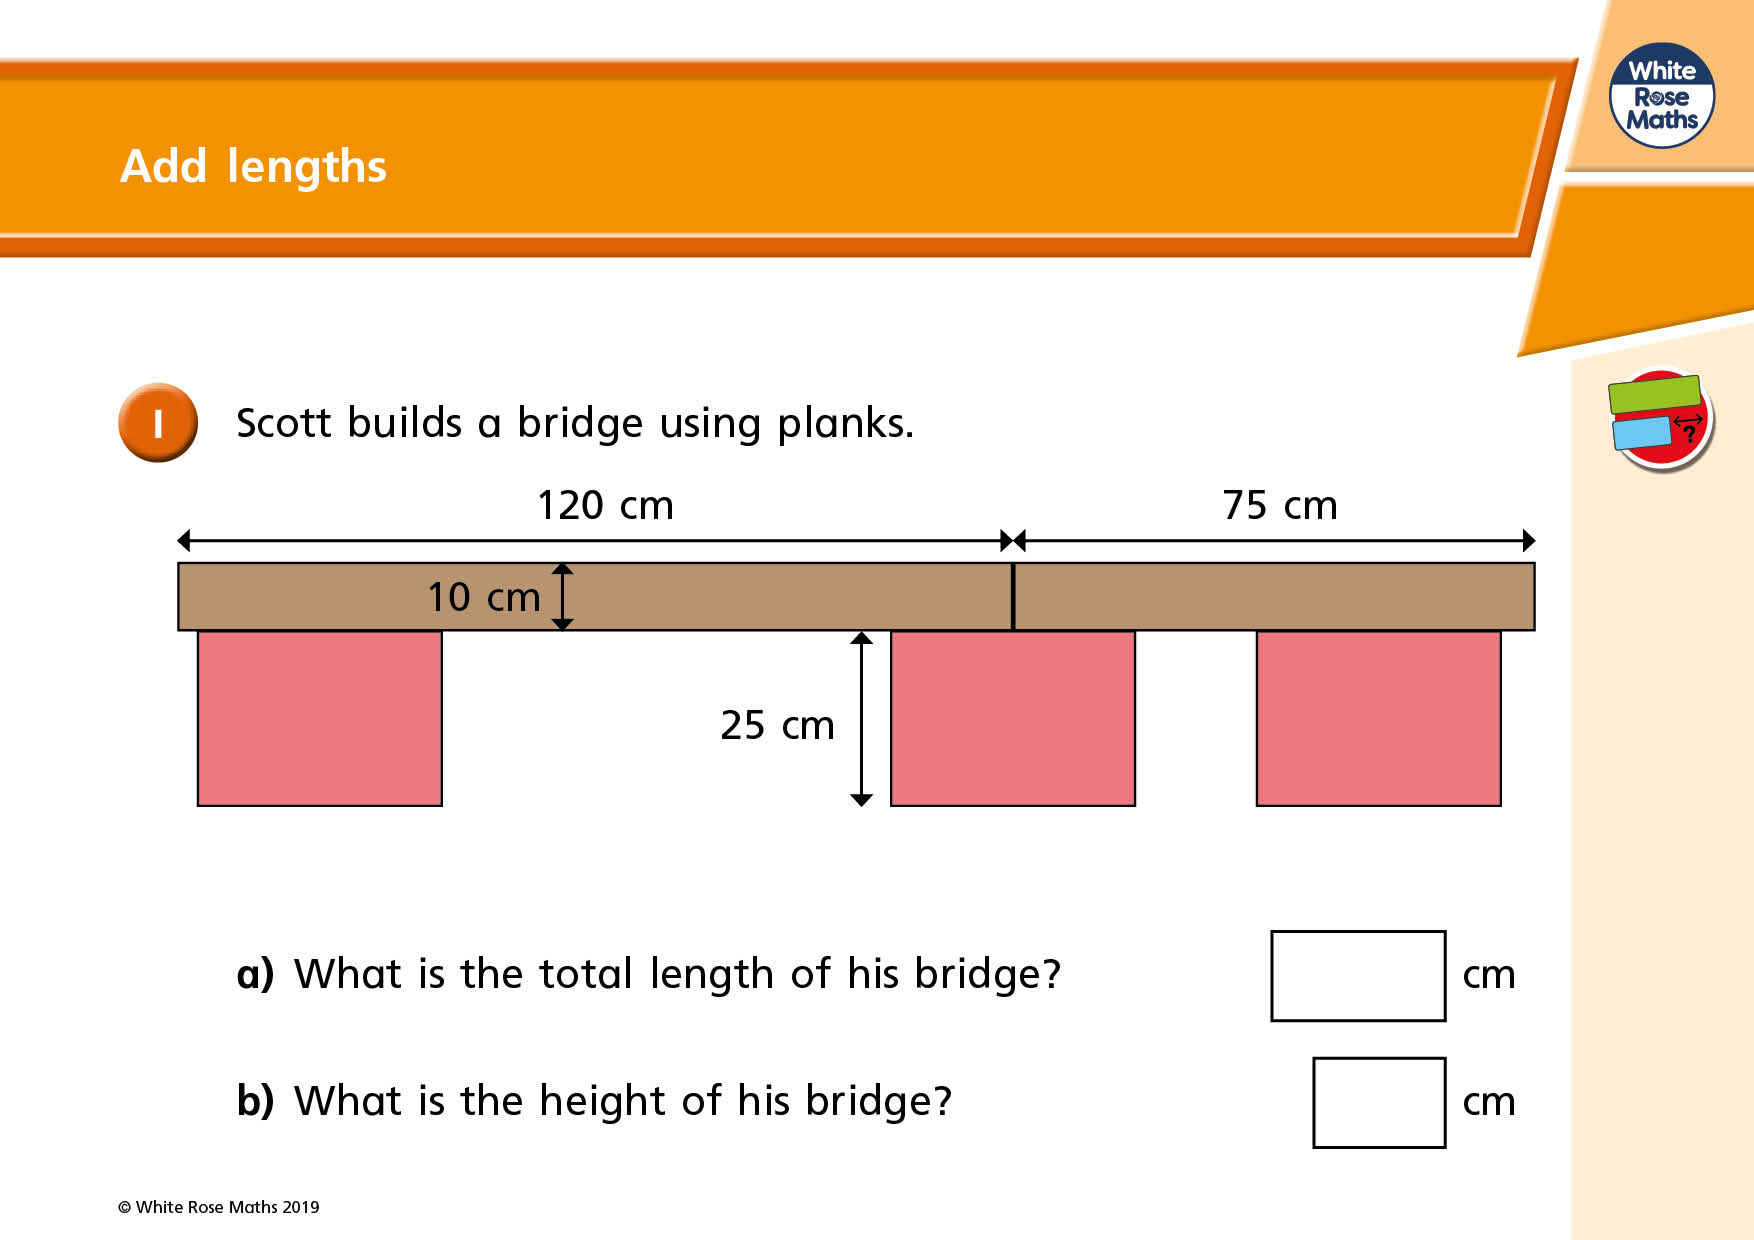 White
Rose
Maths
Add lengths
1 Scott builds a bridge using planks.
120 cm 75 cm
10 cm
25 cm
?
a) What is the total length of his bridge? cm
b) What is the height of his bridge? cm
© White Rose Maths 2019